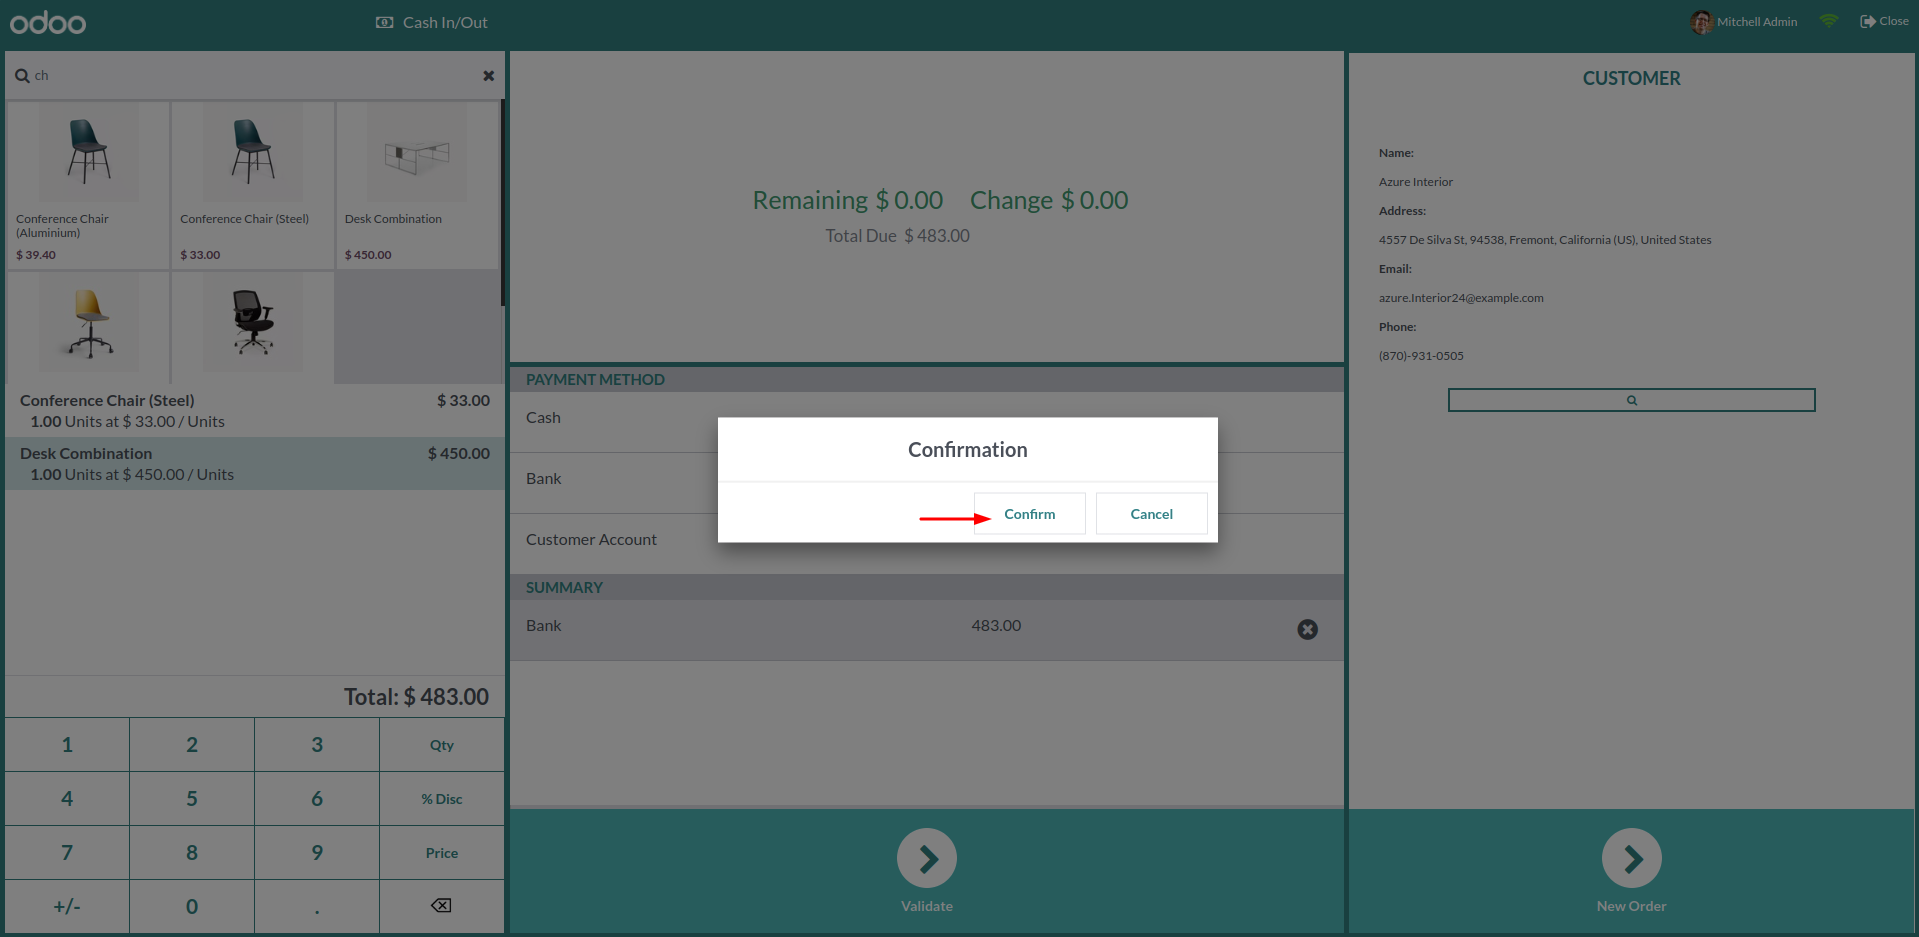 odoo
Cash In/Out
Mitchell Admin
Close
ch
Conference Chair
(Aluminium)
$ 39.40
Conference Chair (Steel)
$ 33.00
Desk Combination
$ 450.00
Conference Chair (Steel) $ 33.00
1.00 Units at $ 33.00 / Units
Desk Combination $ 450.00
1.00 Units at $ 450.00 / Units
Total: $ 483.00
1 2 3 Qty
4 5 6 % Disc
7 8 9 Price
+/- 0 .
Remaining $ 0.00 Change $ 0.00
Total Due $ 483.00
PAYMENT METHOD
Cash
Bank
Customer Account
SUMMARY
Bank 483.00
Validate
Confirmation
Confirm Cancel
CUSTOMER
Name:
Azure Interior
Address:
4557 De Silva St, 94538, Fremont, California (US), United States
Email:
azure.Interior24@example.com
Phone:
(870)-931-0505
New Order